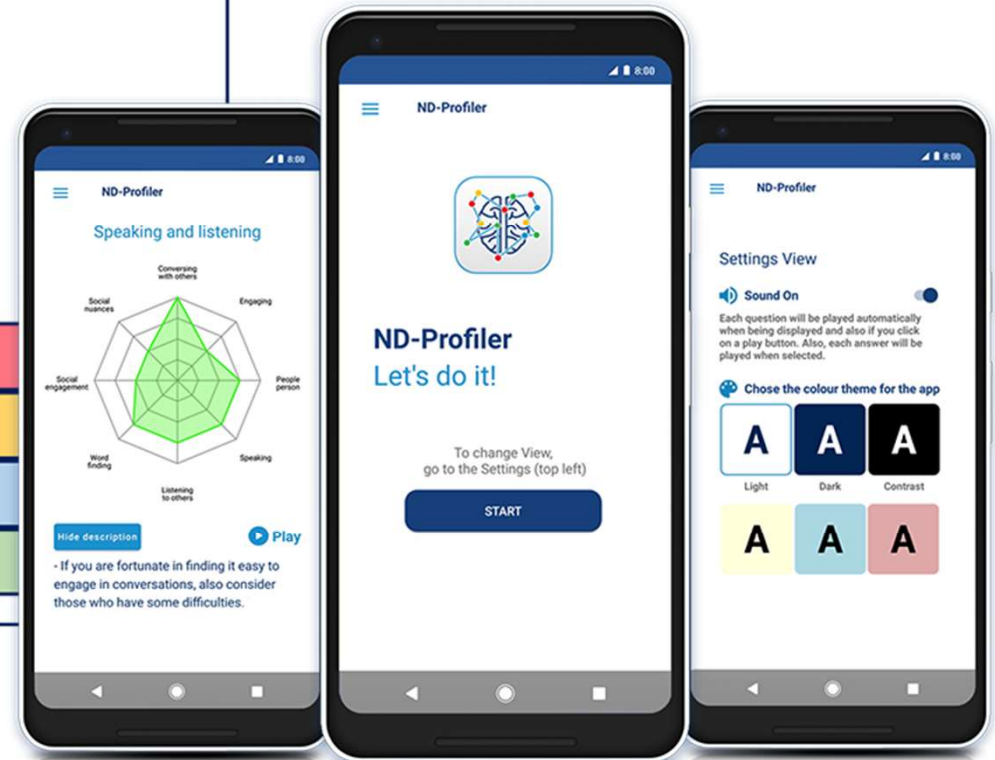 8:00
ND-Profiler
Speaking and listening
Conversing
with others
Social
nuances
Engaging
Social
engagement
People
person
Word
finding
Speaking
Listening
to others
Hide description
Play
- If you are fortunate in finding it easy to
engage in conversations, also consider
those who have some difficulties.
8:00
ND-Profiler
ND-Profiler
Let's do it!
To change View,
go to the Settings (top left)
START
8:00
ND-Profiler
Settings View
Sound On
Each question will be played automatically
when being displayed and also if you click
on a play button. Also, each answer will be
played when selected.
Chose the colour theme for the app
A A A
Light Dark Contrast
A A A